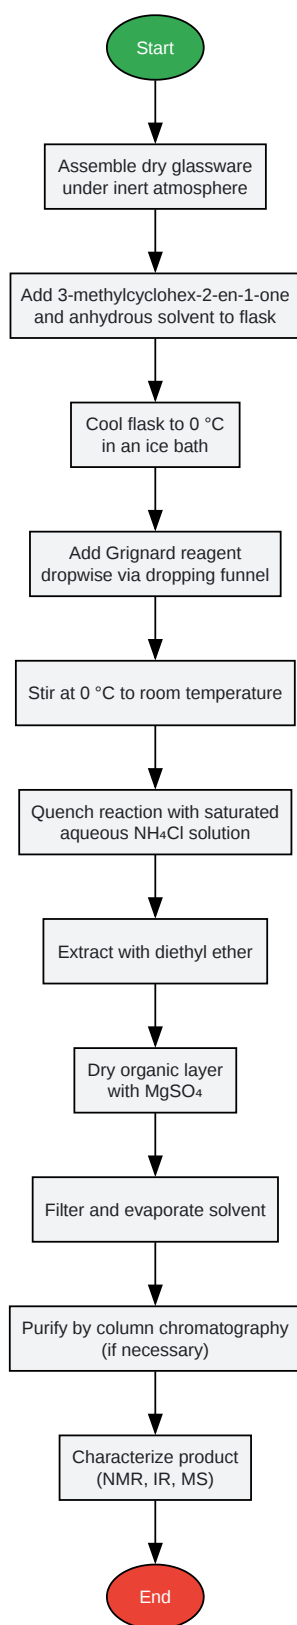 Start
Assemble dry glassware
under inert atmosphere
Add 3-methylcyclohex-2-en-1-one
and anhydrous solvent to flask
Cool flask to 0 °C
in an ice bath
Add Grignard reagent
dropwise via dropping funnel
Stir at 0 °C to room temperature
Quench reaction with saturated
aqueous NH₄Cl solution
Extract with diethyl ether
Dry organic layer
with MgSO₄
Filter and evaporate solvent
Purify by column chromatography
(if necessary)
Characterize product
(NMR, IR, MS)
End